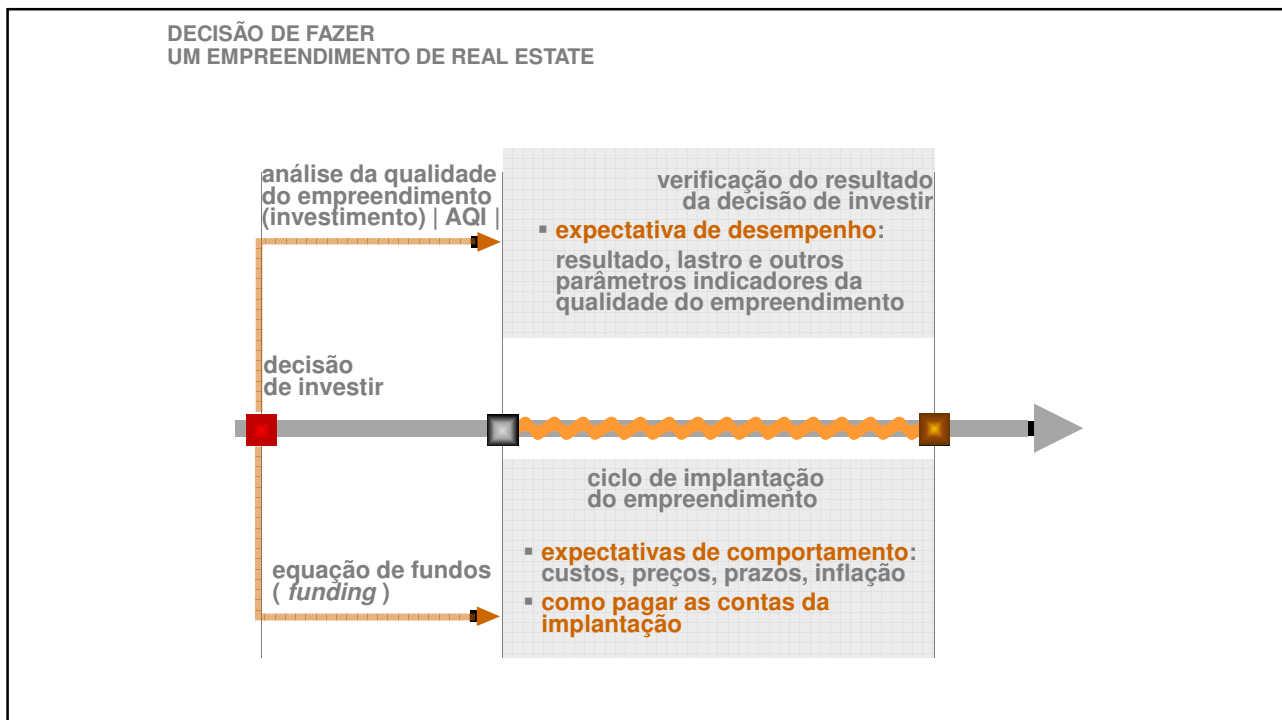 DECISÃO DE FAZER
UM EMPREENDIMENTO DE REAL ESTATE
análise da qualidade
do empreendimento
(investimento) | AQI |
verificação do resultado
da decisão de investir
▪ expectativa de desempenho:
resultado, lastro e outros
parâmetros indicadores da
qualidade do empreendimento
decisão
de investir
ciclo de implantação
do empreendimento
equação de fundos
( funding )
▪ expectativas de comportamento:
custos, preços, prazos, inflação
▪ como pagar as contas da
implantação